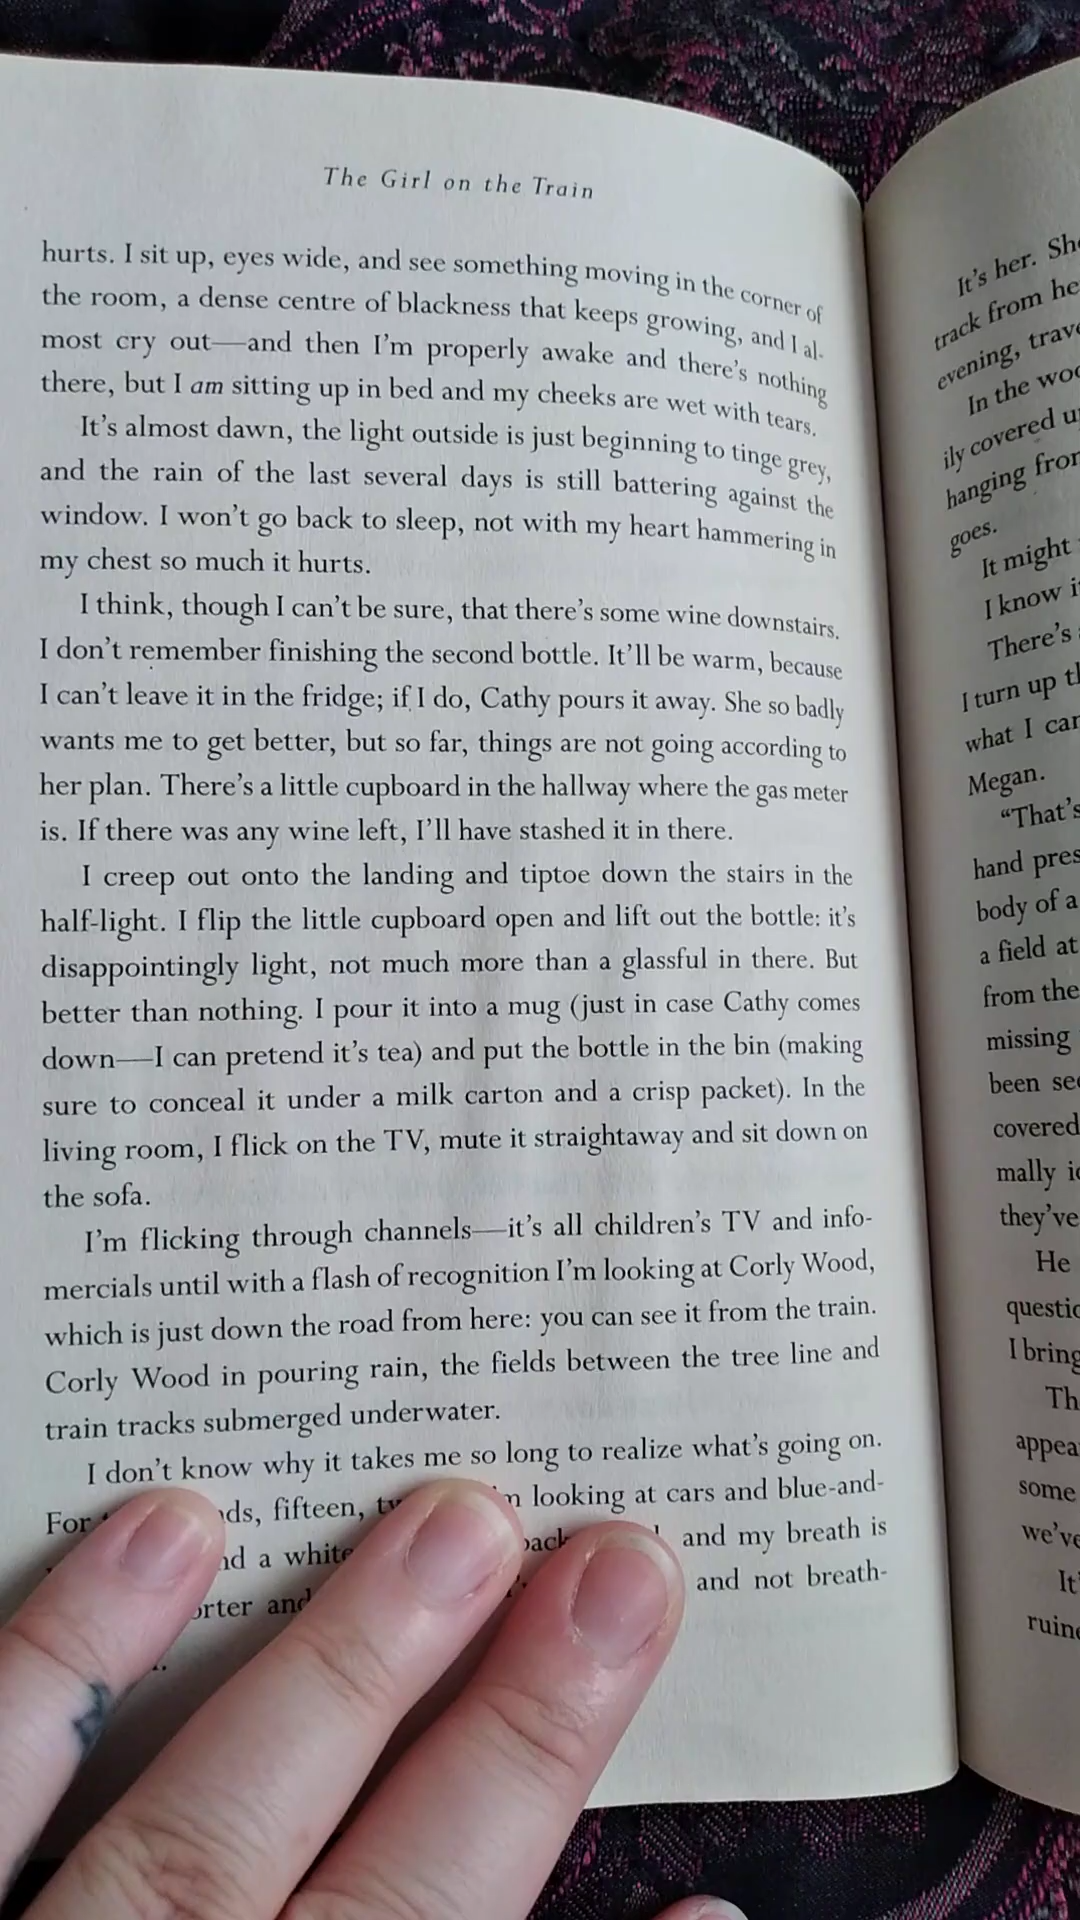 The Girl on the Train
hurts. I sit up, eyes wide, and see something moving in the corner of
the room, a dense centre of blackness that keeps growing, and I al-
most cry out—and then I'm properly awake and there's nothing
there, but I am sitting up in bed and my cheeks are wet with tears.
It's almost dawn, the light outside is just beginning to tinge grey,
and the rain of the last several days is still battering against the
window. I won't go back to sleep, not with my heart hammering in
my chest so much it hurts.
I think, though I can't be sure, that there's some wine downstairs.
I don't remember finishing the second bottle. It'll be warm, because
I can't leave it in the fridge; if I do, Cathy pours it away. She so badly
wants me to get better, but so far, things are not going according to
her plan. There's a little cupboard in the hallway where the gas meter
is. If there was any wine left, I'll have stashed it in there.
I creep out onto the landing and tiptoe down the stairs in the
half-light. I flip the little cupboard open and lift out the bottle: it's
disappointingly light, not much more than a glassful in there. But
better than nothing. I pour it into a mug (just in case Cathy comes
down—I can pretend it's tea) and put the bottle in the bin (making
sure to conceal it under a milk carton and a crisp packet). In the
living room, I flick on the TV, mute it straightaway and sit down on
the sofa.
I'm flicking through channels—it's all children's TV and info-
mercials until with a flash of recognition I'm looking at Corly Wood,
which is just down the road from here: you can see it from the train.
Corly Wood in pouring rain, the fields between the tree line and
train tracks submerged underwater.
I don't know why it takes me so long to realize what's going on.
For fifteen, looking at cars and blue-and-
a white and my breath is
and and not breath-
It's her. She
track from
evening,
In the
ily covered
hanging
goes.
It might
I know
There's
I turn up
what I
Megan.
"That's
hand
body of a
a field at
from the
missing
been
covered
mally
they've
He
I bring
some
we've